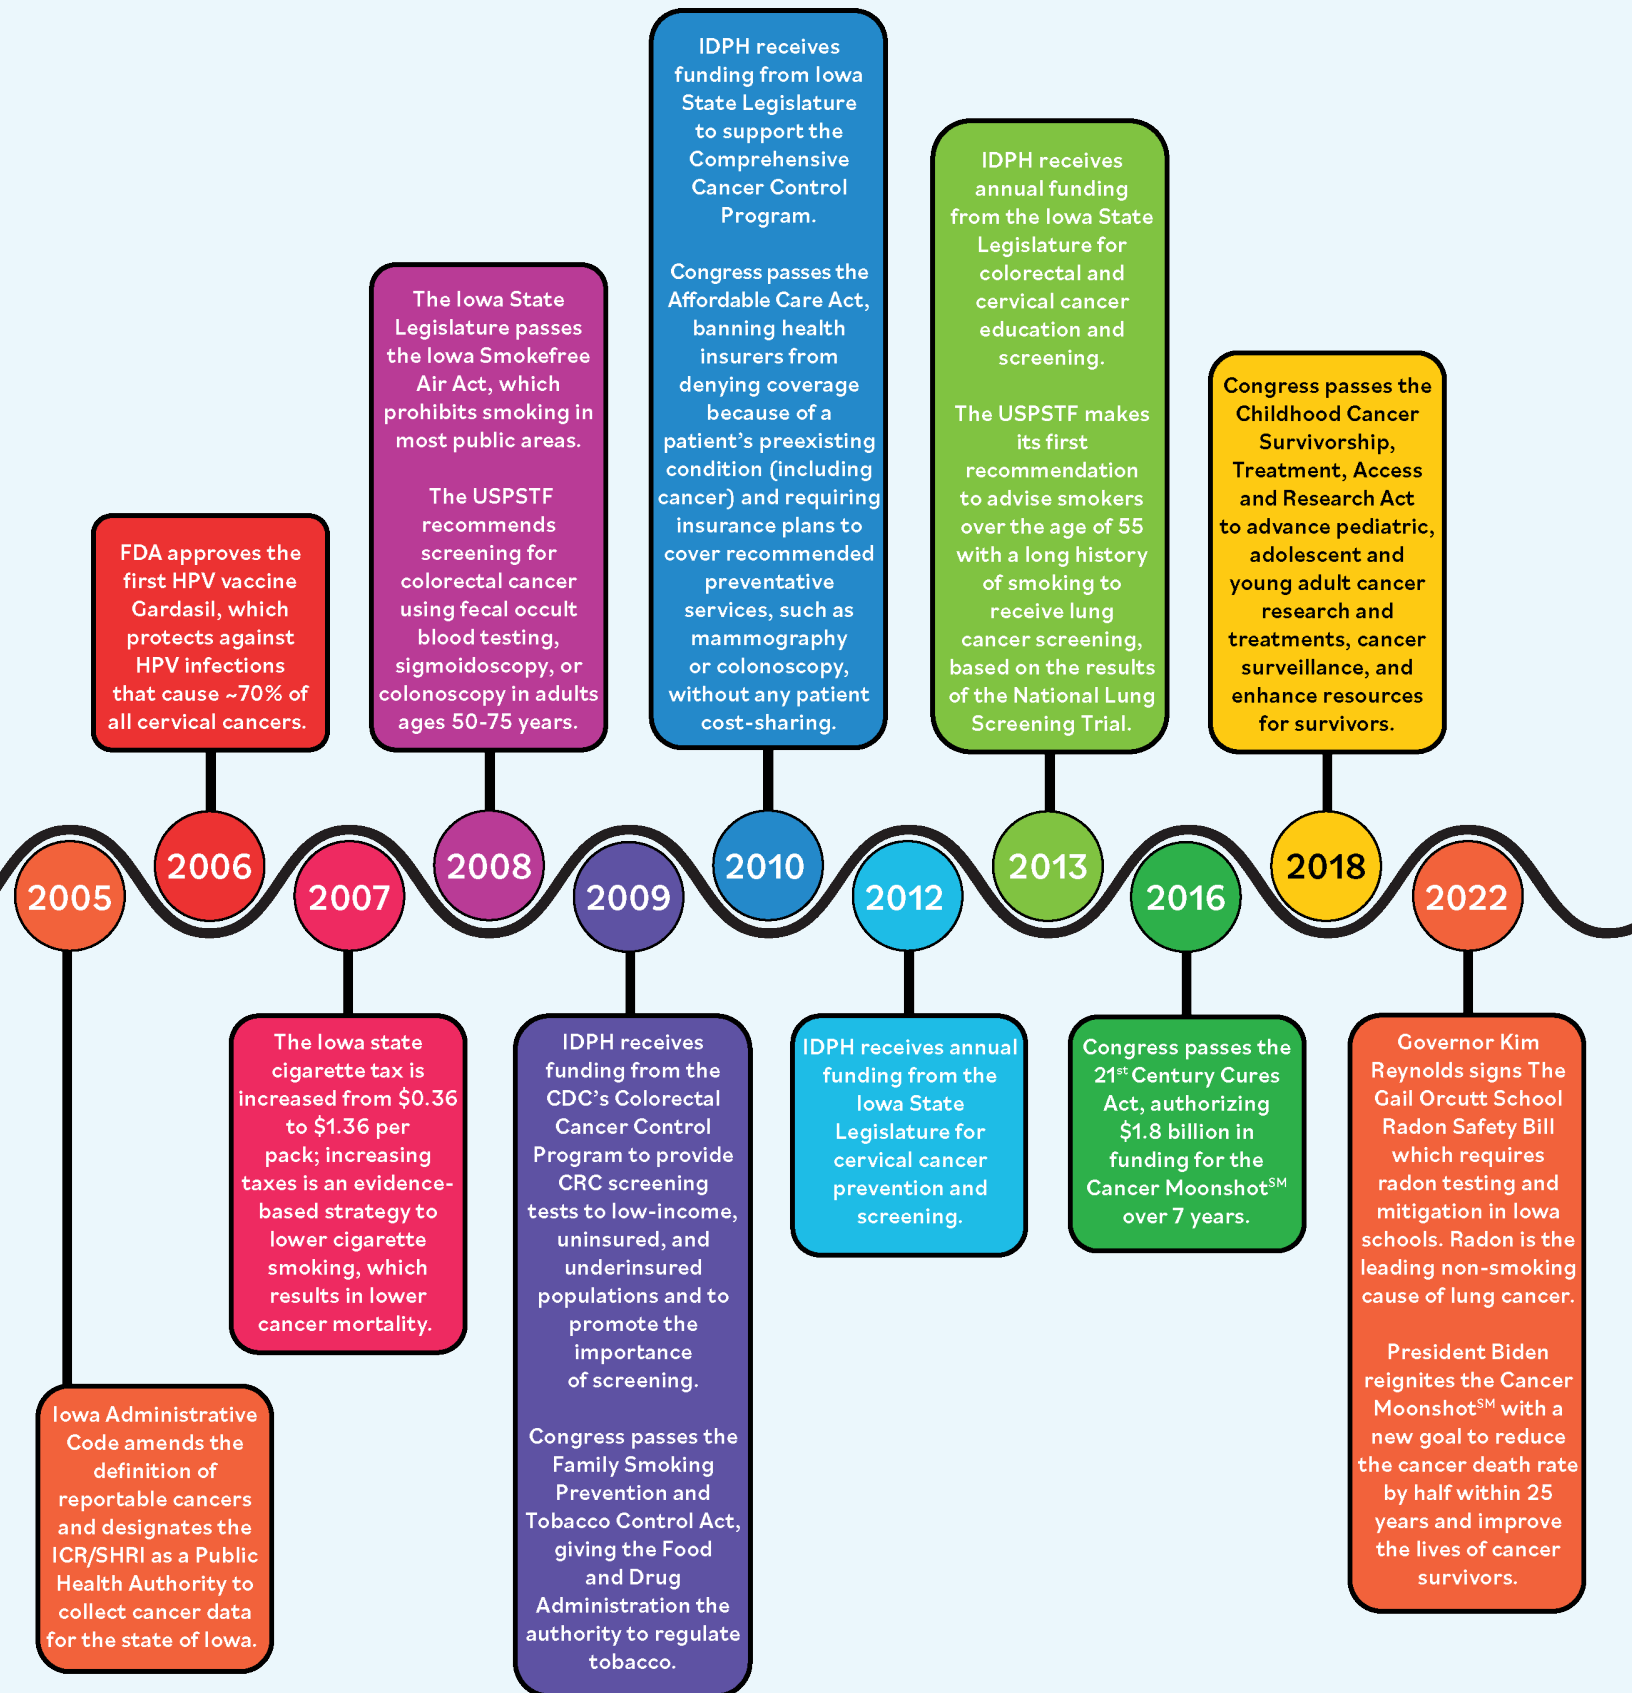 IDPH receives
funding from Iowa
State Legislature
to support the
Comprehensive
Cancer Control
Program.
Congress passes the
Affordable Care Act,
banning health
insurers from
denying coverage
because of a
patient's preexisting
condition (including
cancer) and requiring
insurance plans to
cover recommended
preventative
services, such as
mammography
or colonoscopy,
without any patient
cost-sharing.
IDPH receives
annual funding
from the Iowa State
Legislature for
colorectal and
cervical cancer
education and
screening.
The USPSTF makes
its first
recommendation
to advise smokers
over the age of 55
with a long history
of smoking to
receive lung
cancer screening,
based on the results
of the National Lung
Screening Trial.
The Iowa State
Legislature passes
the Iowa Smokefree
Air Act, which
prohibits smoking in
most public areas.
The USPSTF
recommends
screening for
colorectal cancer
using fecal occult
blood testing,
sigmoidoscopy, or
colonoscopy in adults
ages 50-75 years.
Congress passes the
Childhood Cancer
Survivorship,
Treatment, Access
and Research Act
to advance pediatric,
adolescent and
young adult cancer
research and
treatments, cancer
surveillance, and
enhance resources
for survivors.
FDA approves the
first HPV vaccine
Gardasil, which
protects against
HPV infections
that cause ~70% of
all cervical cancers.
2005
2006
2007
2008
2009
2010
2012
2013
2016
2018
2022
The Iowa state
cigarette tax is
increased from $0.36
to $1.36 per
pack; increasing
taxes is an evidence-
based strategy to
lower cigarette
smoking, which
results in lower
cancer mortality.
IDPH receives
funding from the
CDC's Colorectal
Cancer Control
Program to provide
CRC screening
tests to low-income,
uninsured, and
underinsured
populations and to
promote the
importance
of screening.
Congress passes the
Family Smoking
Prevention and
Tobacco Control Act,
giving the Food
and Drug
Administration the
authority to regulate
tobacco.
IDPH receives annual
funding from the
Iowa State
Legislature for
cervical cancer
prevention and
screening.
Congress passes the
21st Century Cures
Act, authorizing
$1.8 billion in
funding for the
Cancer MoonshotSM
over 7 years.
Governor Kim
Reynolds signs The
Gail Orcutt School
Radon Safety Bill
which requires
radon testing and
mitigation in Iowa
schools. Radon is the
leading non-smoking
cause of lung cancer.
President Biden
reignites the Cancer
MoonshotSM with a
new goal to reduce
the cancer death rate
by half within 25
years and improve
the lives of cancer
survivors.
Iowa Administrative
Code amends the
definition of
reportable cancers
and designates the
ICR/SHRI as a Public
Health Authority to
collect cancer data
for the state of Iowa.